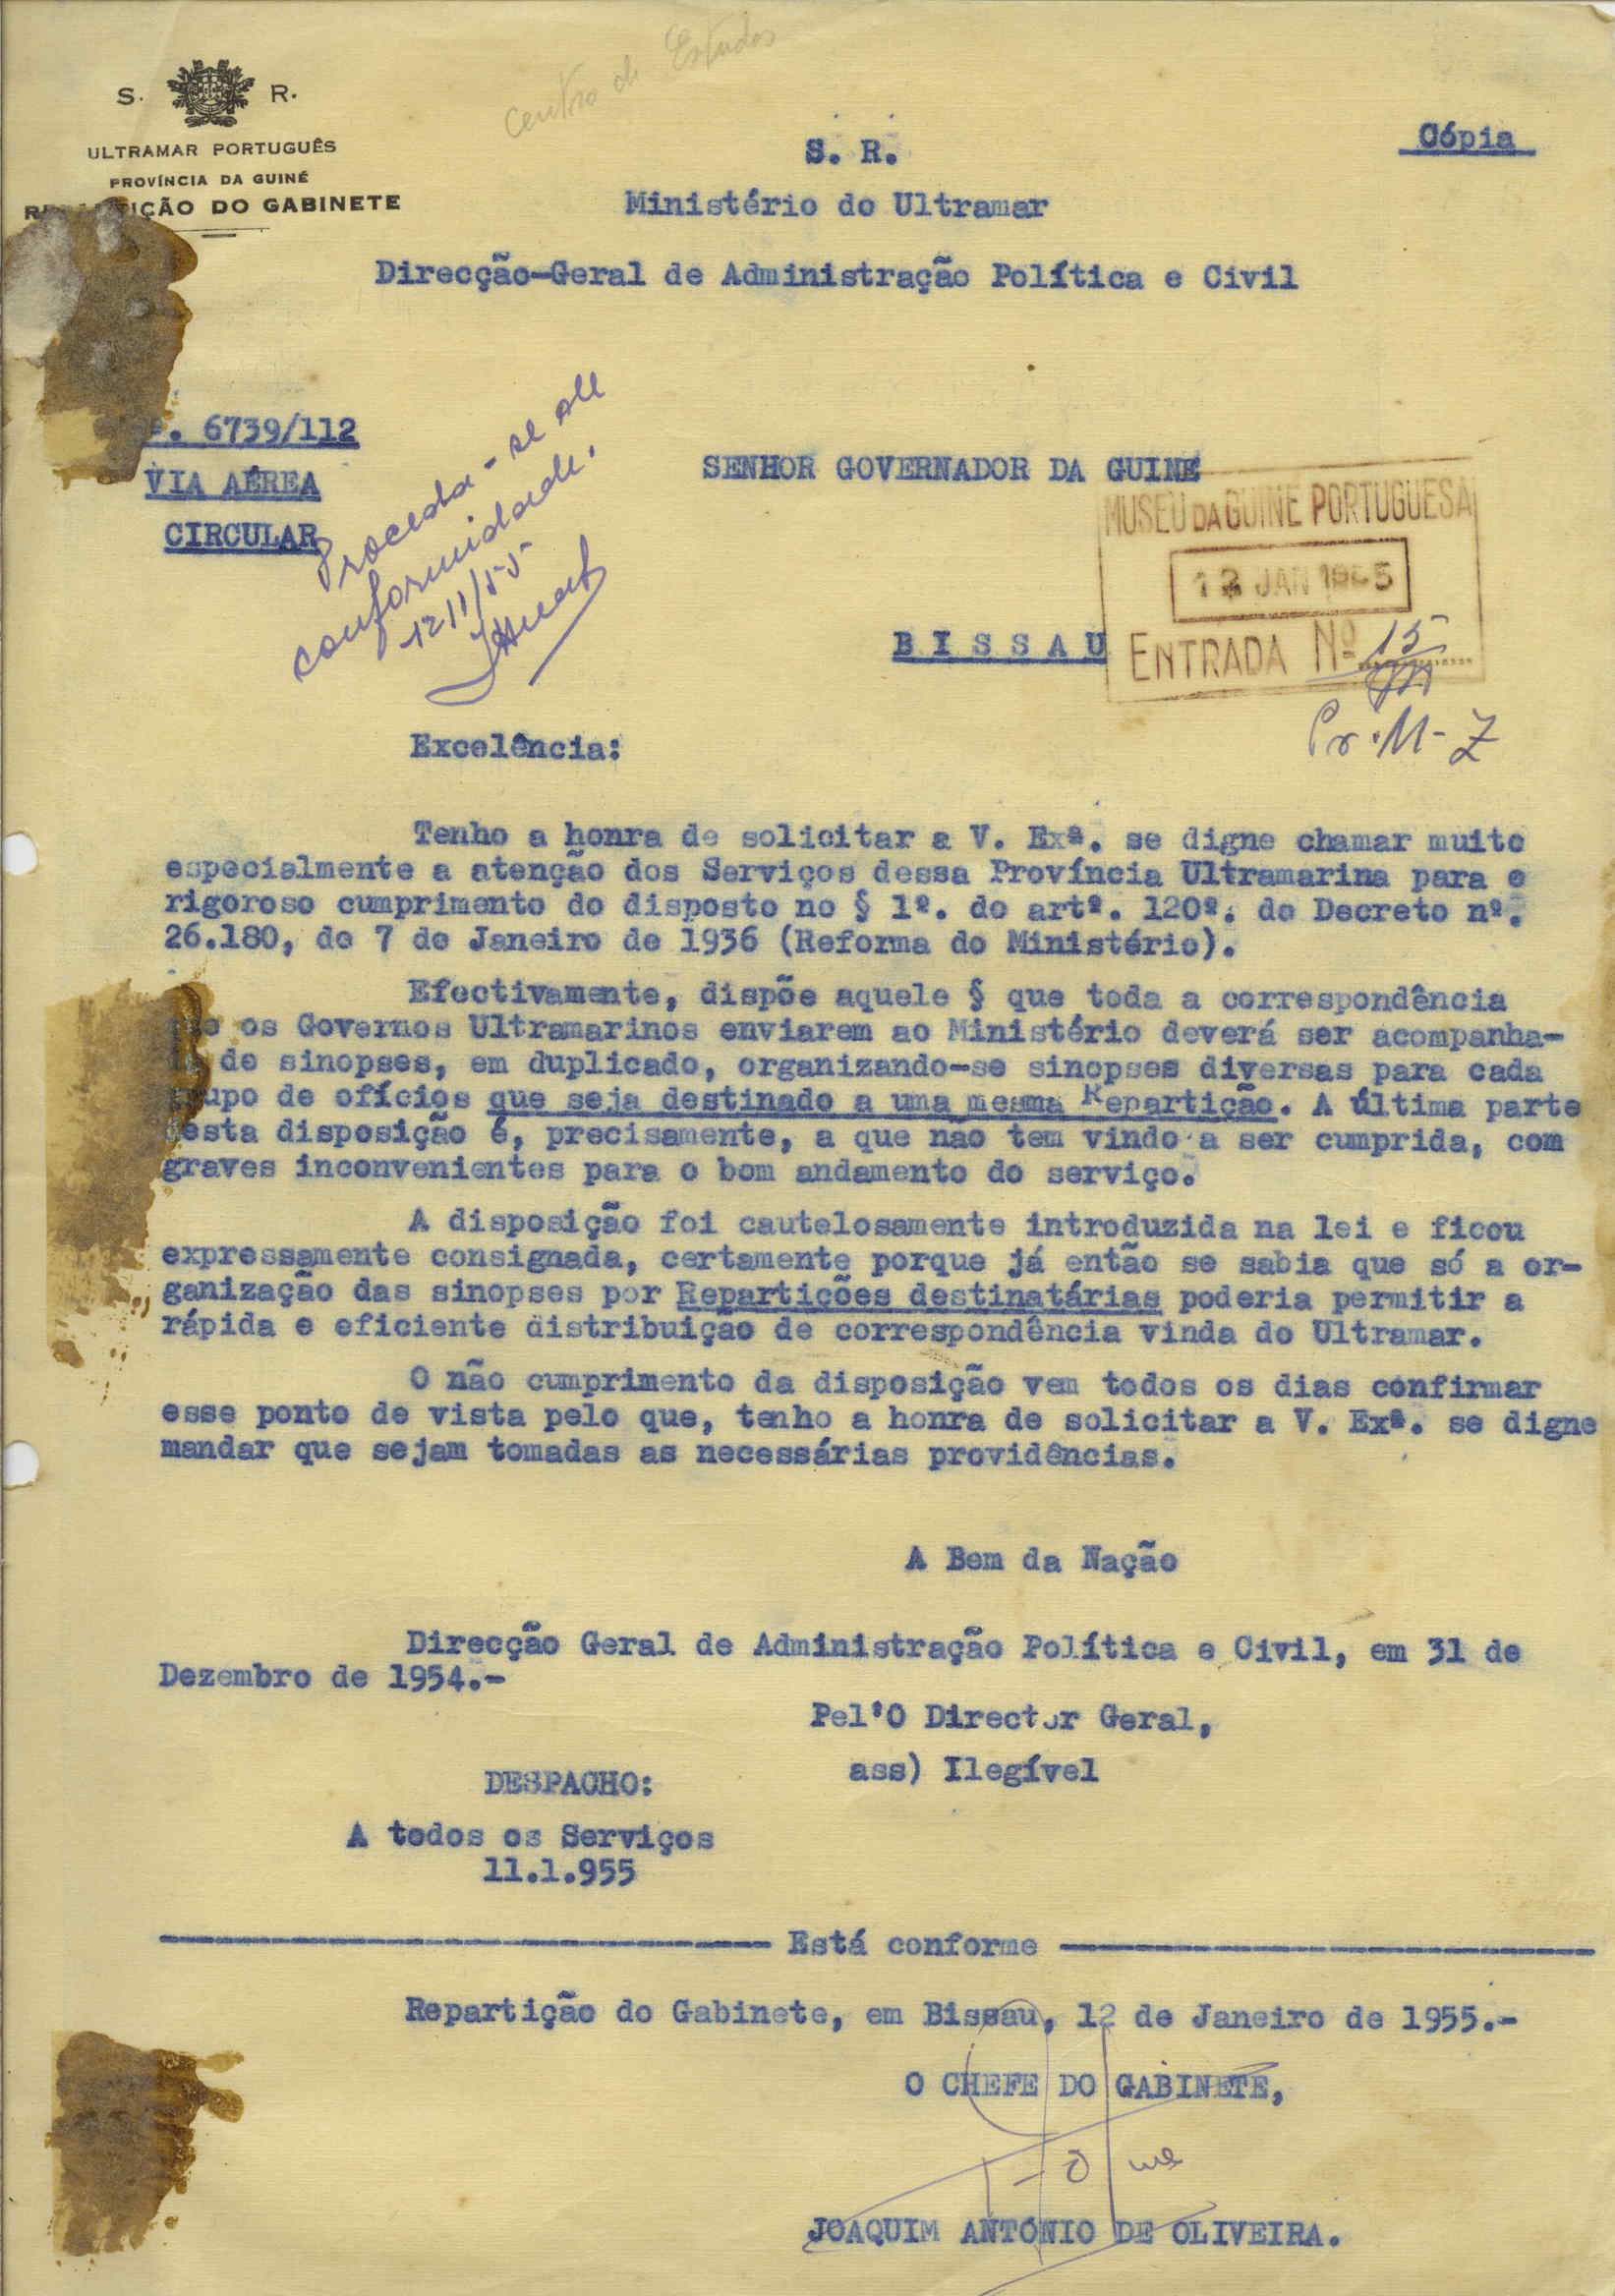 Centro de Estudos
S. R.
ULTRAMAR PORTUGUÊS
PROVÍNCIA DA GUINÉ
REPARTIÇÃO DO GABINETE
Cópia
S. R.
Ministério do Ultramar
Direcção-Geral de Administração Política e Civil
6739/112
VIA AÉREA
CIRCULAR
Proceda-se em
conformidade.
12/1/55
SENHOR GOVERNADOR DA GUINÉ
MUSEU DA GUINÉ PORTUGUESA
JAN
ENTRADA Nº 15
BISSAU
Pr. M-Z
Excelência:
Tenho a honra de solicitar a V. Exª. se digne chamar muito
especialmente a atenção dos Serviços dessa Província Ultramarina para o
rigoroso cumprimento do disposto no § 1º. do artº. 120º. do Decreto nº.
26.180, de 7 de Janeiro de 1936 (Reforma do Ministério).
Efectivamente, dispõe aquele § que toda a correspondência
que os Governos Ultramarinos enviarem ao Ministério deverá ser acompanha-
da de sinopses, em duplicado, organizando-se sinopses diversas para cada
grupo de ofícios que seja destinado a uma mesma Repartição. A última parte
desta disposição é, precisamente, a que não tem vindo a ser cumprida, com
graves inconvenientes para o bom andamento do serviço.
A disposição foi cautelosamente introduzida na lei e ficou
expressamente consignada, certamente porque já então se sabia que só a or-
ganização das sinopses por Repartições destinatárias poderia permitir a
rápida e eficiente distribuição de correspondência vinda do Ultramar.
O não cumprimento da disposição vem todos os dias confirmar
esse ponto de vista pelo que, tenho a honra de solicitar a V. Exª. se digne
mandar que sejam tomadas as necessárias providências.
A Bem da Nação
Direcção Geral de Administração Política e Civil, em 31 de
Dezembro de 1954.-
Pel'O Director Geral,
ass) Ilegível
DESPACHO:
A todos os Serviços
11.1.955
Está conforme
Repartição do Gabinete, em Bissau, 12 de Janeiro de 1955.-
O CHEFE DO GABINETE,
JOAQUIM ANTÓNIO DE OLIVEIRA.